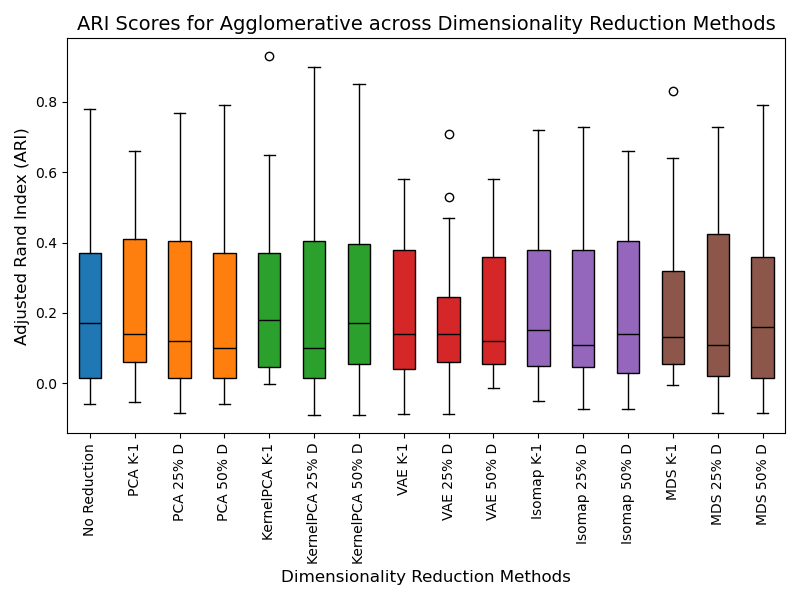 ARI Scores for Agglomerative across Dimensionality Reduction Methods
Adjusted Rand Index (ARI)
0.8
0.6
0.4
0.2
0.0
No Reduction
PCA K-1
PCA 25% D
PCA 50% D
KernelPCA K-1
KernelPCA 25% D
KernelPCA 50% D
VAE K-1
VAE 25% D
VAE 50% D
Isomap K-1
Isomap 25% D
Isomap 50% D
MDS K-1
MDS 25% D
MDS 50% D
Dimensionality Reduction Methods